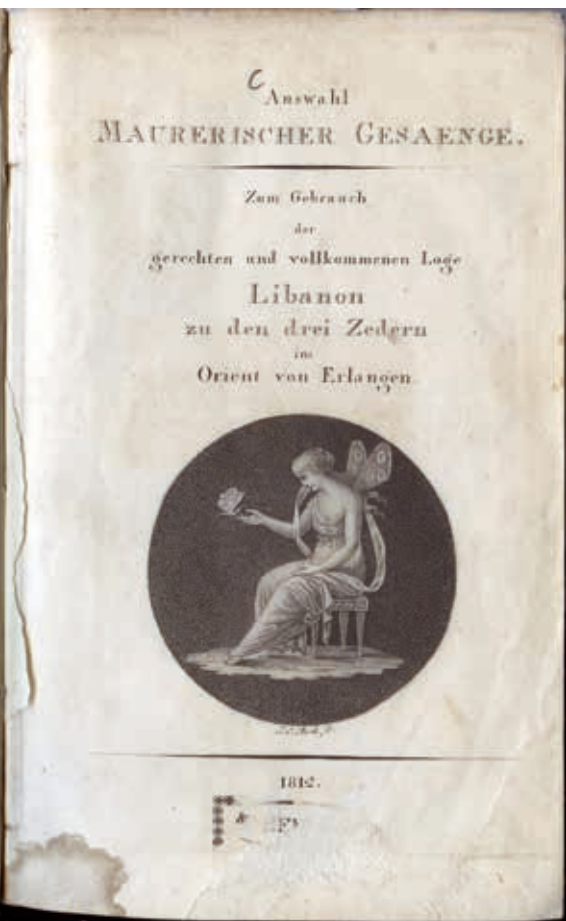 Auswahl
MAURERISCHER GESAENGE.
Zum Gebrauch
der
gerechten und vollkommenen Loge
Libanon
zu den drei Zedern
im
Orient von Erlangen
1812.